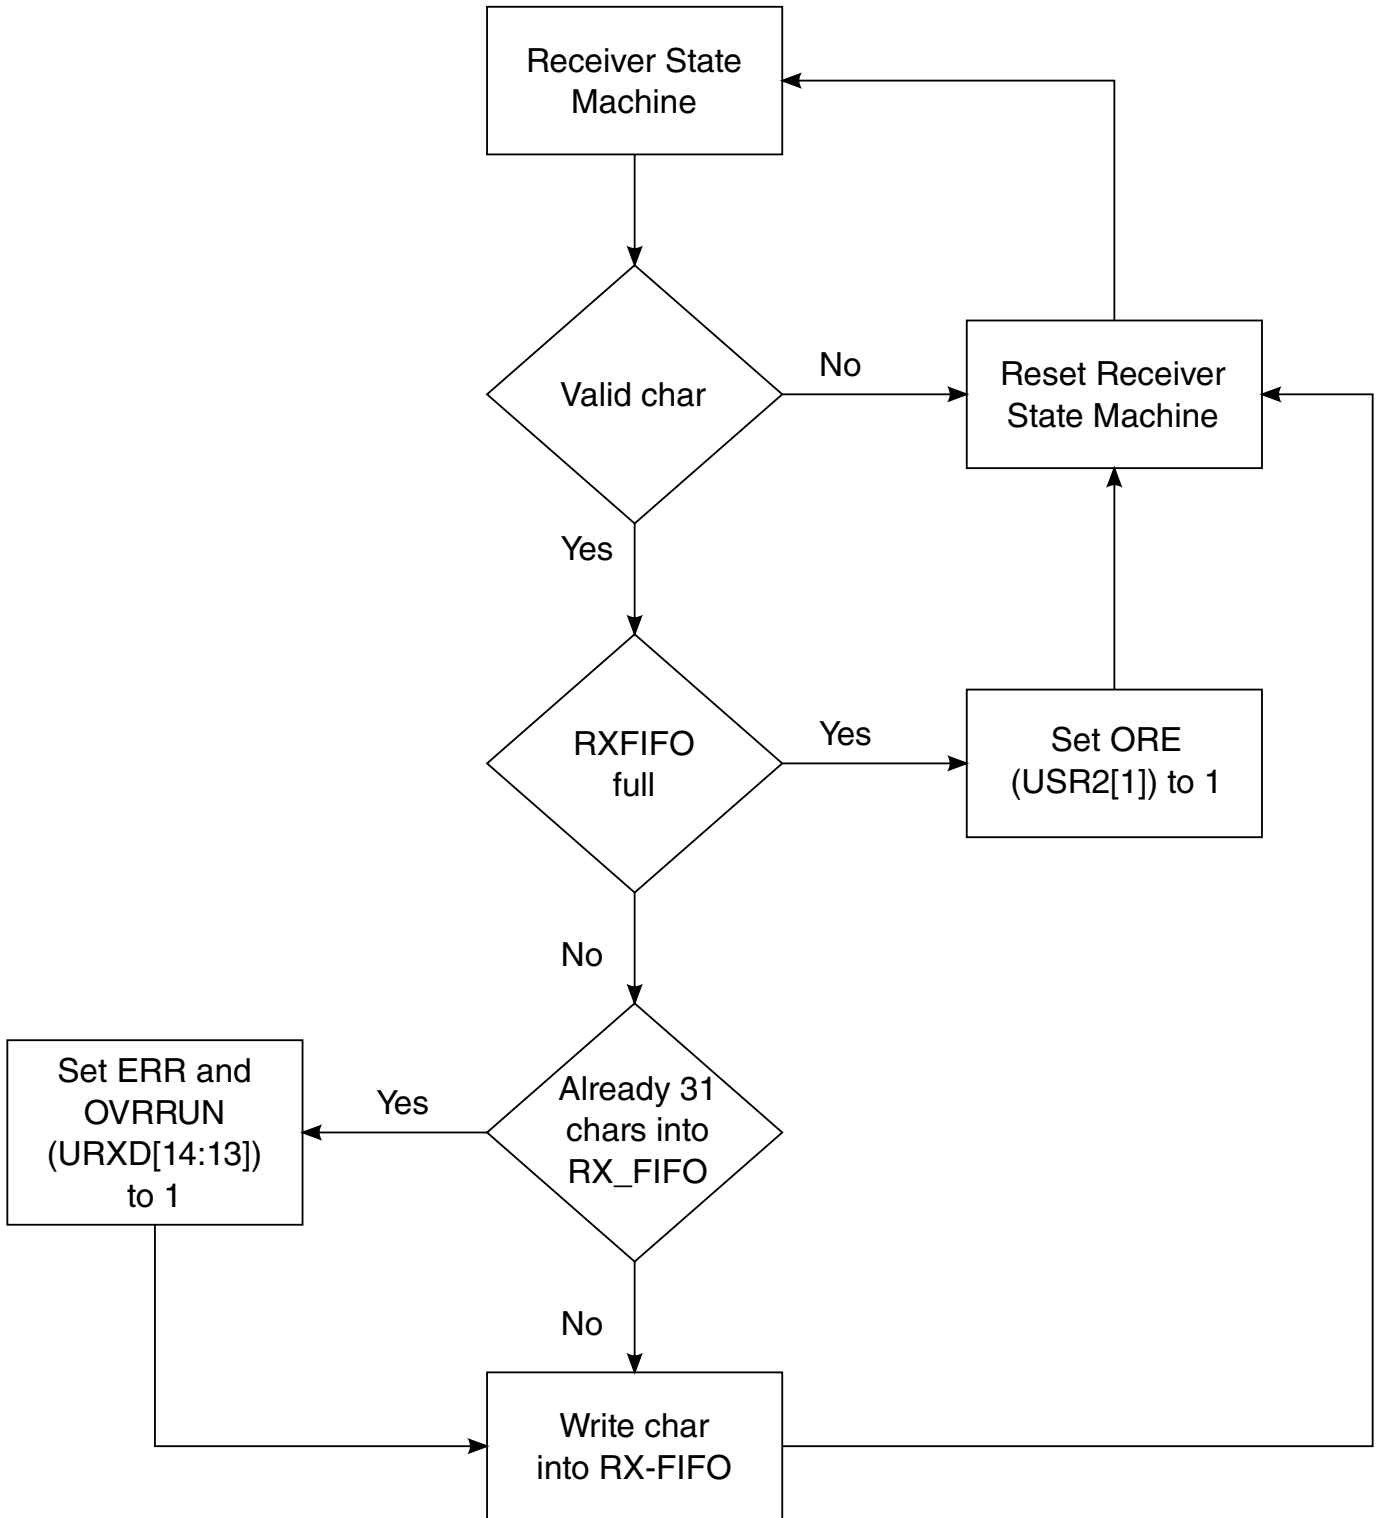 Receiver State
Machine
Valid char
No
Reset Receiver
State Machine
Yes
RXFIFO
full
Yes
Set ORE
(USR2[1]) to 1
No
Already 31
chars into
RX_FIFO
Yes
Set ERR and
OVRRUN
(URXD[14:13])
to 1
No
Write char
into RX-FIFO